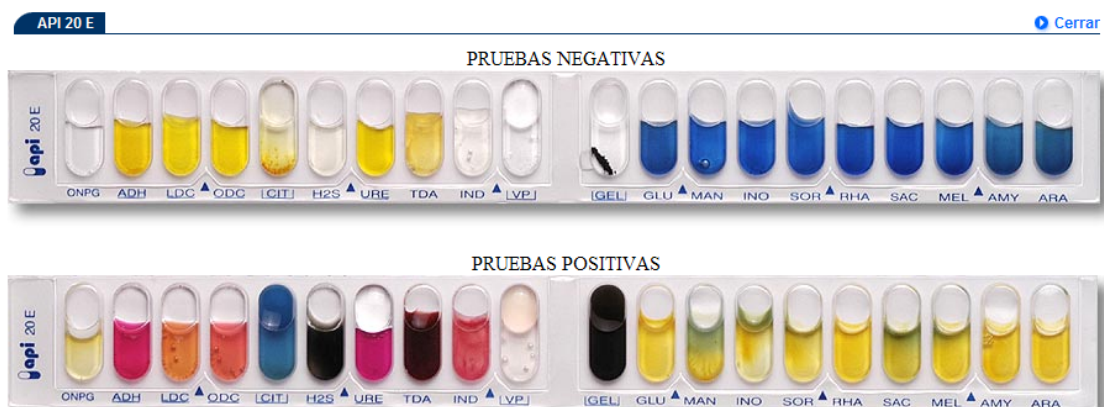 API 20 E
Cerrar
PRUEBAS NEGATIVAS
api 20 E
ONPG ADH LDC ODC CIT H2S URE TDA IND VP GEL GLU MAN INO SOR RHA SAC MEL AMY ARA
PRUEBAS POSITIVAS
api 20 E
ONPG ADH LDC ODC CIT H2S URE TDA IND VP GEL GLU MAN INO SOR RHA SAC MEL AMY ARA